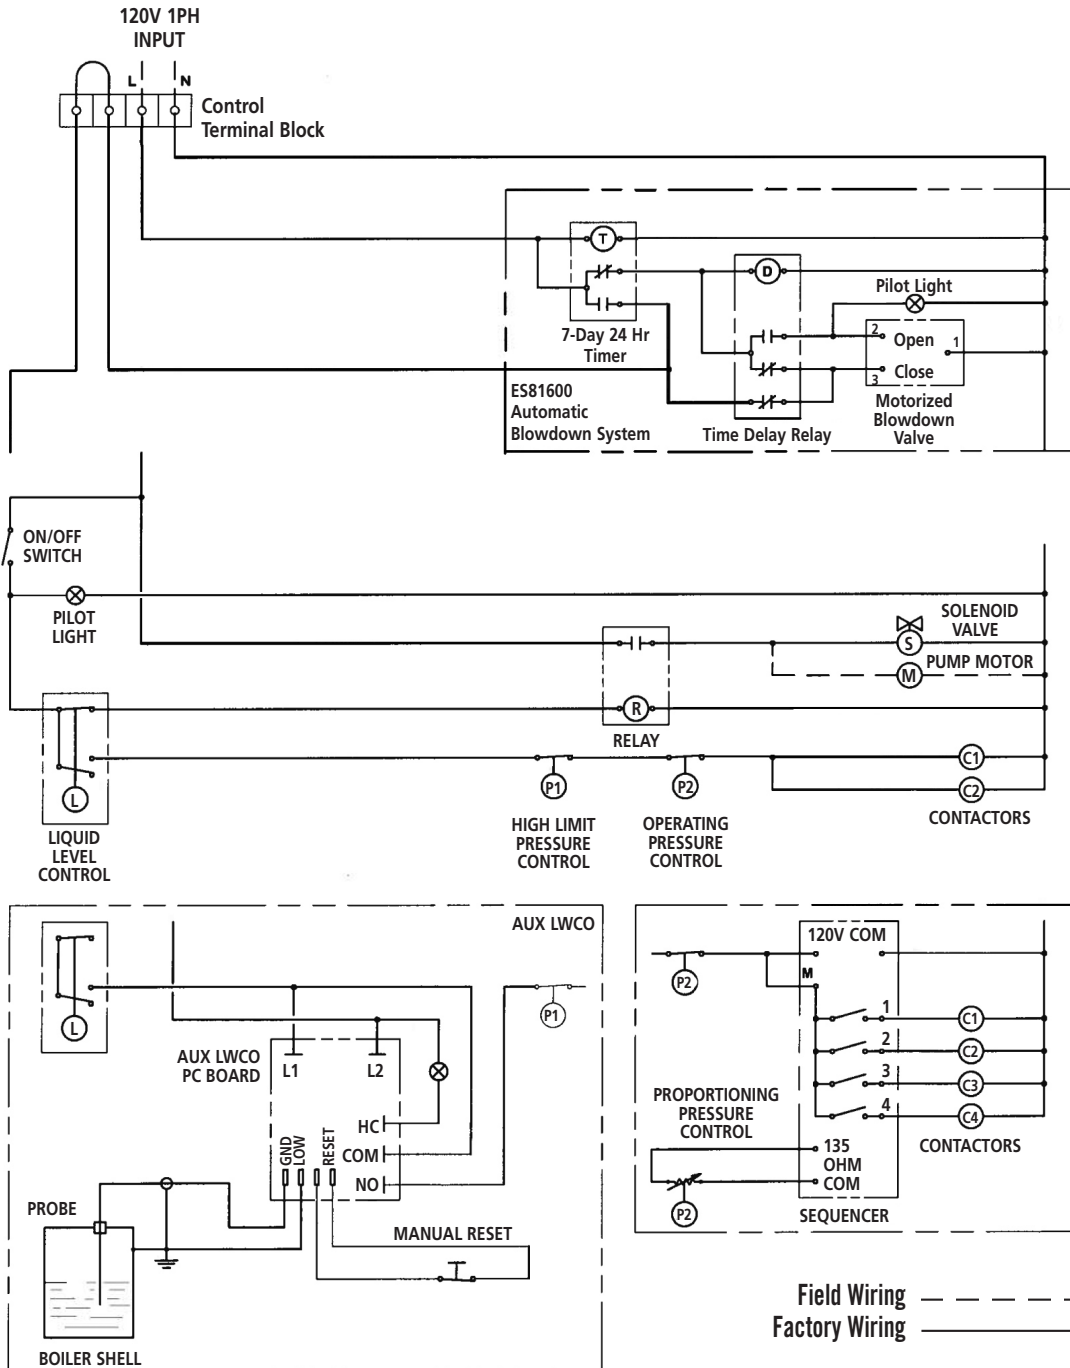 120V 1PH
INPUT
L
N
Control
Terminal Block
T
D
Pilot Light
2
Open
1
Close
3
7-Day 24 Hr
Timer
ES81600
Automatic
Blowdown System
Time Delay Relay
Motorized
Blowdown
Valve
ON/OFF
SWITCH
PILOT
LIGHT
SOLENOID
VALVE
S
PUMP MOTOR
M
R
RELAY
L
LIQUID
LEVEL
CONTROL
P1
HIGH LIMIT
PRESSURE
CONTROL
P2
OPERATING
PRESSURE
CONTROL
C1
C2
CONTACTORS
AUX LWCO
L
P1
AUX LWCO
PC BOARD
L1
L2
HC
COM
NO
GND
LOW
RESET
PROBE
MANUAL RESET
BOILER SHELL
120V COM
M
P2
1
C1
2
C2
3
C3
4
C4
CONTACTORS
PROPORTIONING
PRESSURE
CONTROL
135
OHM
COM
P2
SEQUENCER
Field Wiring
Factory Wiring